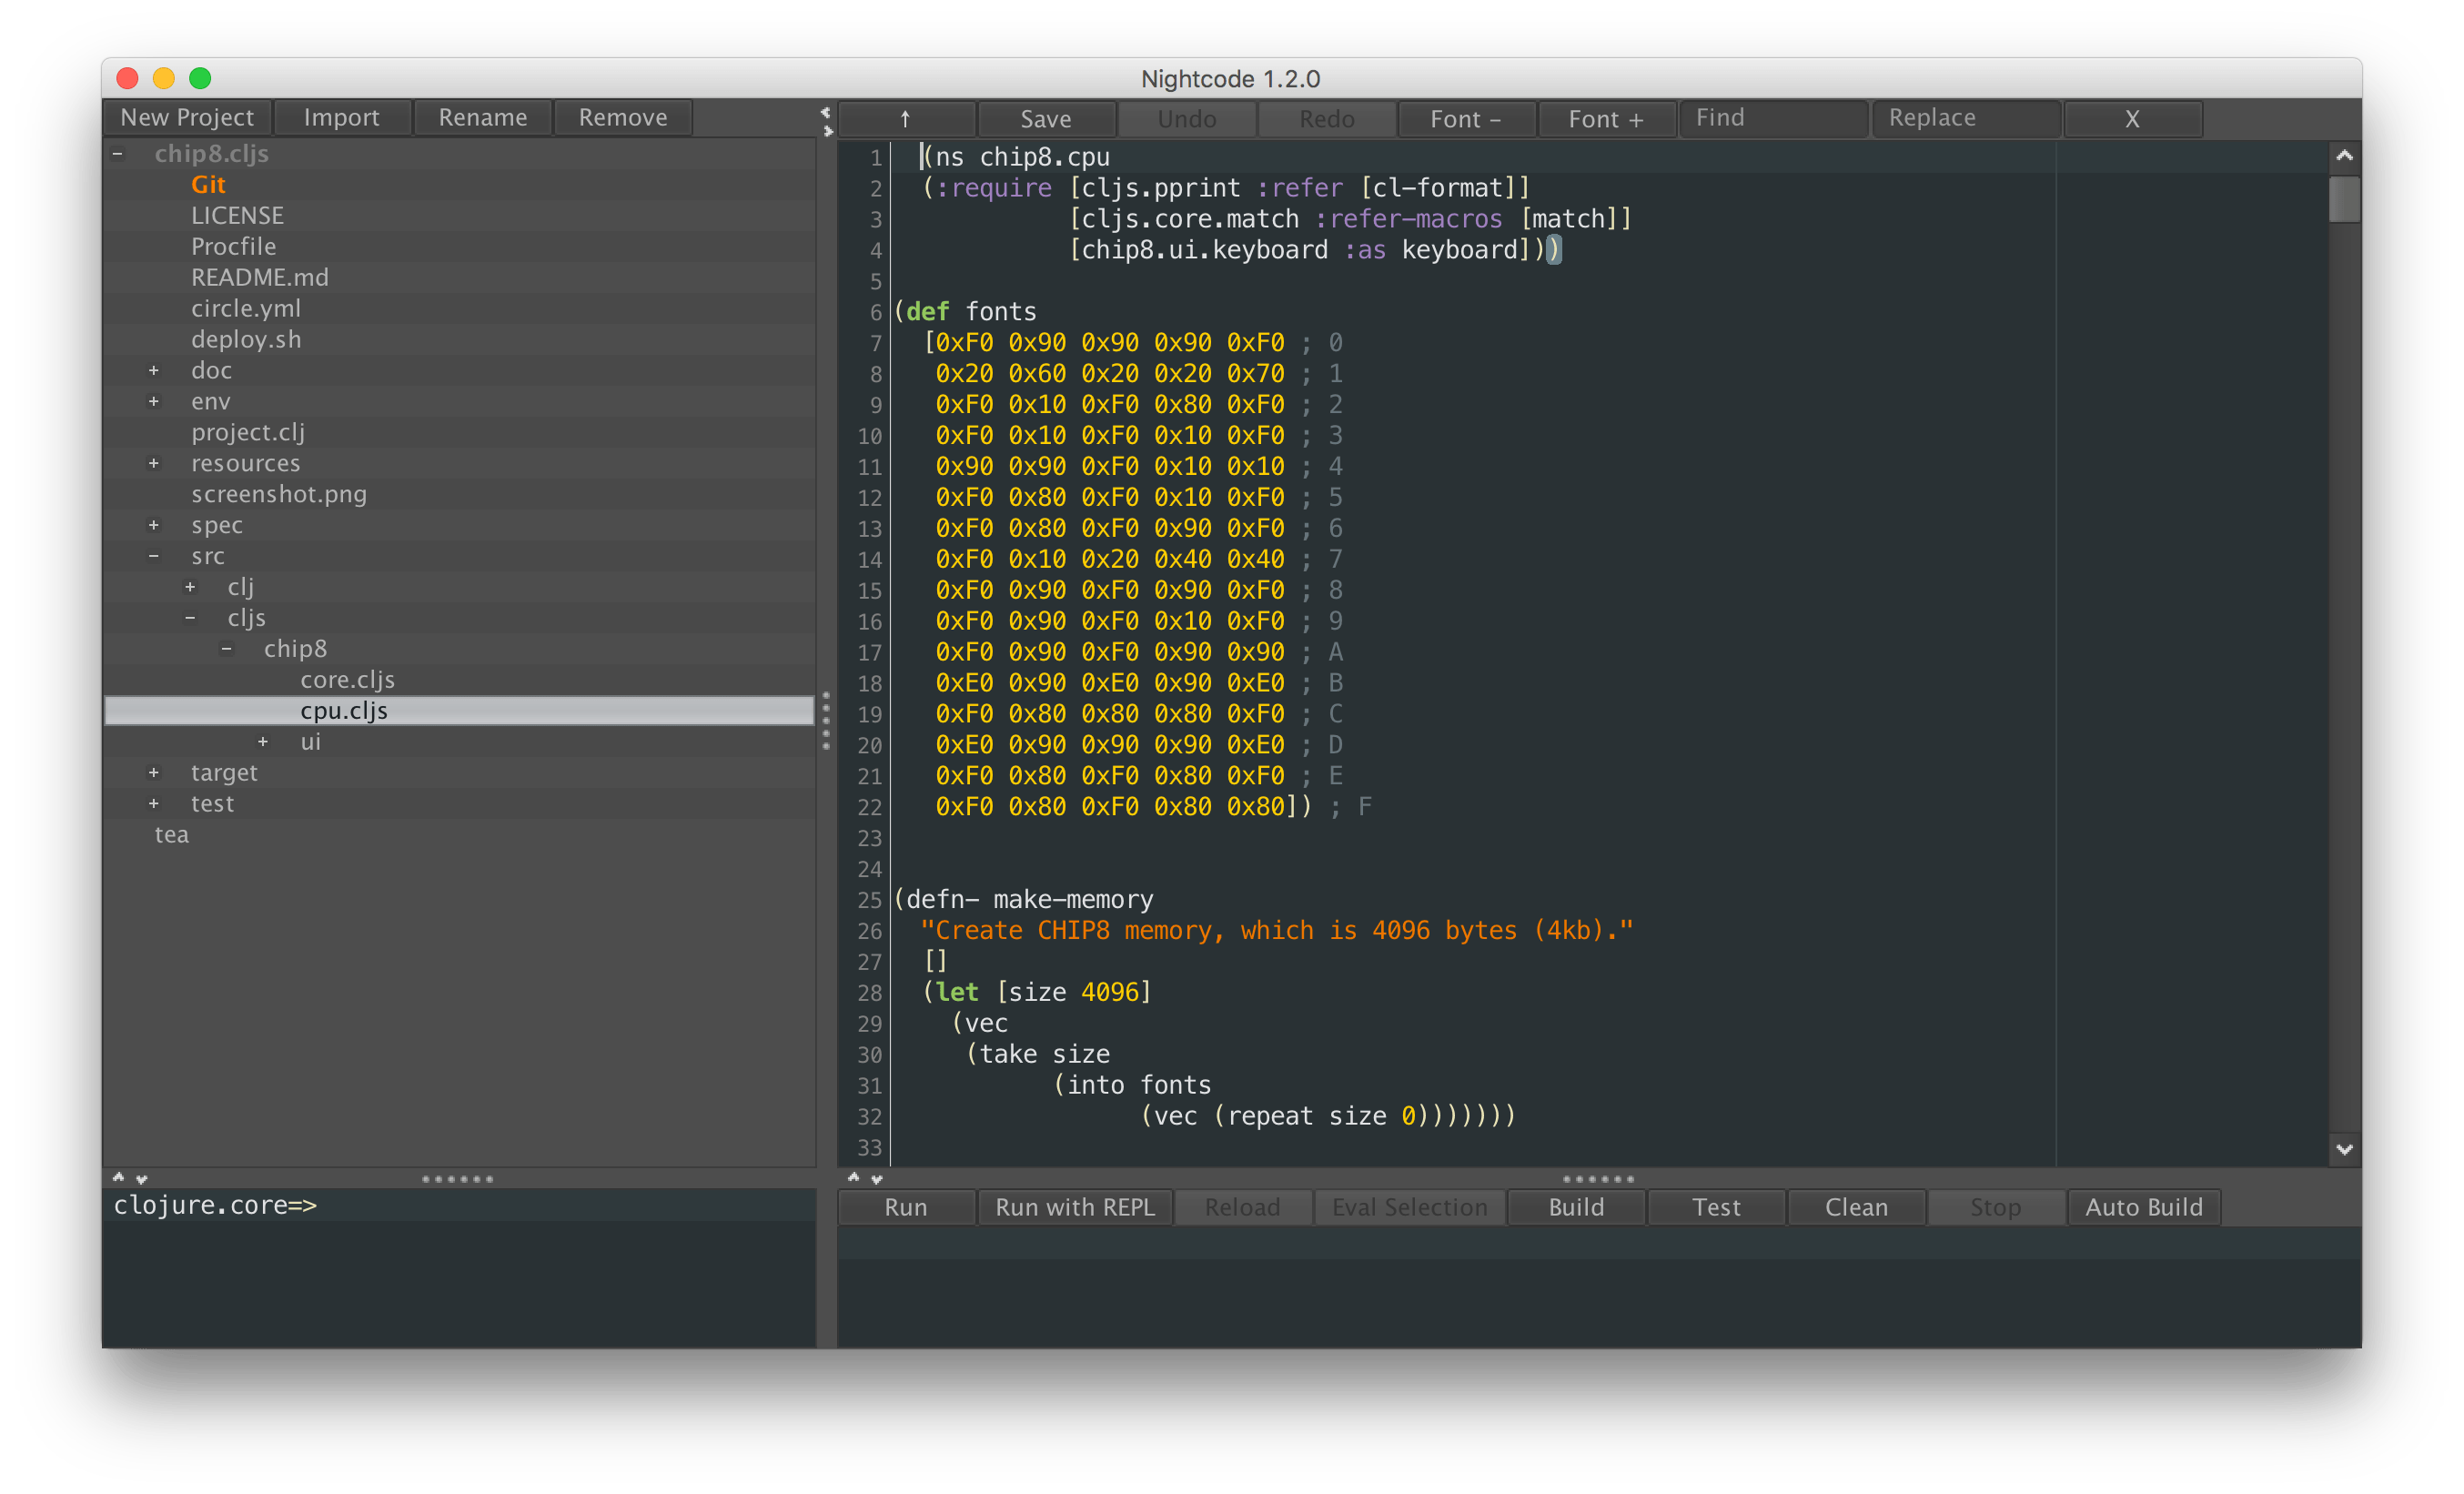 Nightcode 1.2.0
New Project Import Rename Remove
↑ Save Undo Redo Font - Font + Find Replace X
- chip8.cljs
Git
LICENSE
Procfile
README.md
circle.yml
deploy.sh
+ doc
+ env
project.clj
+ resources
screenshot.png
+ spec
- src
+ clj
- cljs
- chip8
core.cljs
cpu.cljs
+ ui
+ target
+ test
tea
1 (ns chip8.cpu
2 (:require [cljs.pprint :refer [cl-format]]
3 [cljs.core.match :refer-macros [match]]
4 [chip8.ui.keyboard :as keyboard]))
5
6 (def fonts
7 [0xF0 0x90 0x90 0x90 0xF0 ; 0
8 0x20 0x60 0x20 0x20 0x70 ; 1
9 0xF0 0x10 0xF0 0x80 0xF0 ; 2
10 0xF0 0x10 0xF0 0x10 0xF0 ; 3
11 0x90 0x90 0xF0 0x10 0x10 ; 4
12 0xF0 0x80 0xF0 0x10 0xF0 ; 5
13 0xF0 0x80 0xF0 0x90 0xF0 ; 6
14 0xF0 0x10 0x20 0x40 0x40 ; 7
15 0xF0 0x90 0xF0 0x90 0xF0 ; 8
16 0xF0 0x90 0xF0 0x10 0xF0 ; 9
17 0xF0 0x90 0xF0 0x90 0x90 ; A
18 0xE0 0x90 0xE0 0x90 0xE0 ; B
19 0xF0 0x80 0x80 0x80 0xF0 ; C
20 0xE0 0x90 0x90 0x90 0xE0 ; D
21 0xF0 0x80 0xF0 0x80 0xF0 ; E
22 0xF0 0x80 0xF0 0x80 0x80]) ; F
23
24
25 (defn- make-memory
26 "Create CHIP8 memory, which is 4096 bytes (4kb)."
27 []
28 (let [size 4096]
29 (vec
30 (take size
31 (into fonts
32 (vec (repeat size 0)))))))
33
clojure.core=>
Run Run with REPL Reload Eval Selection Build Test Clean Stop Auto Build